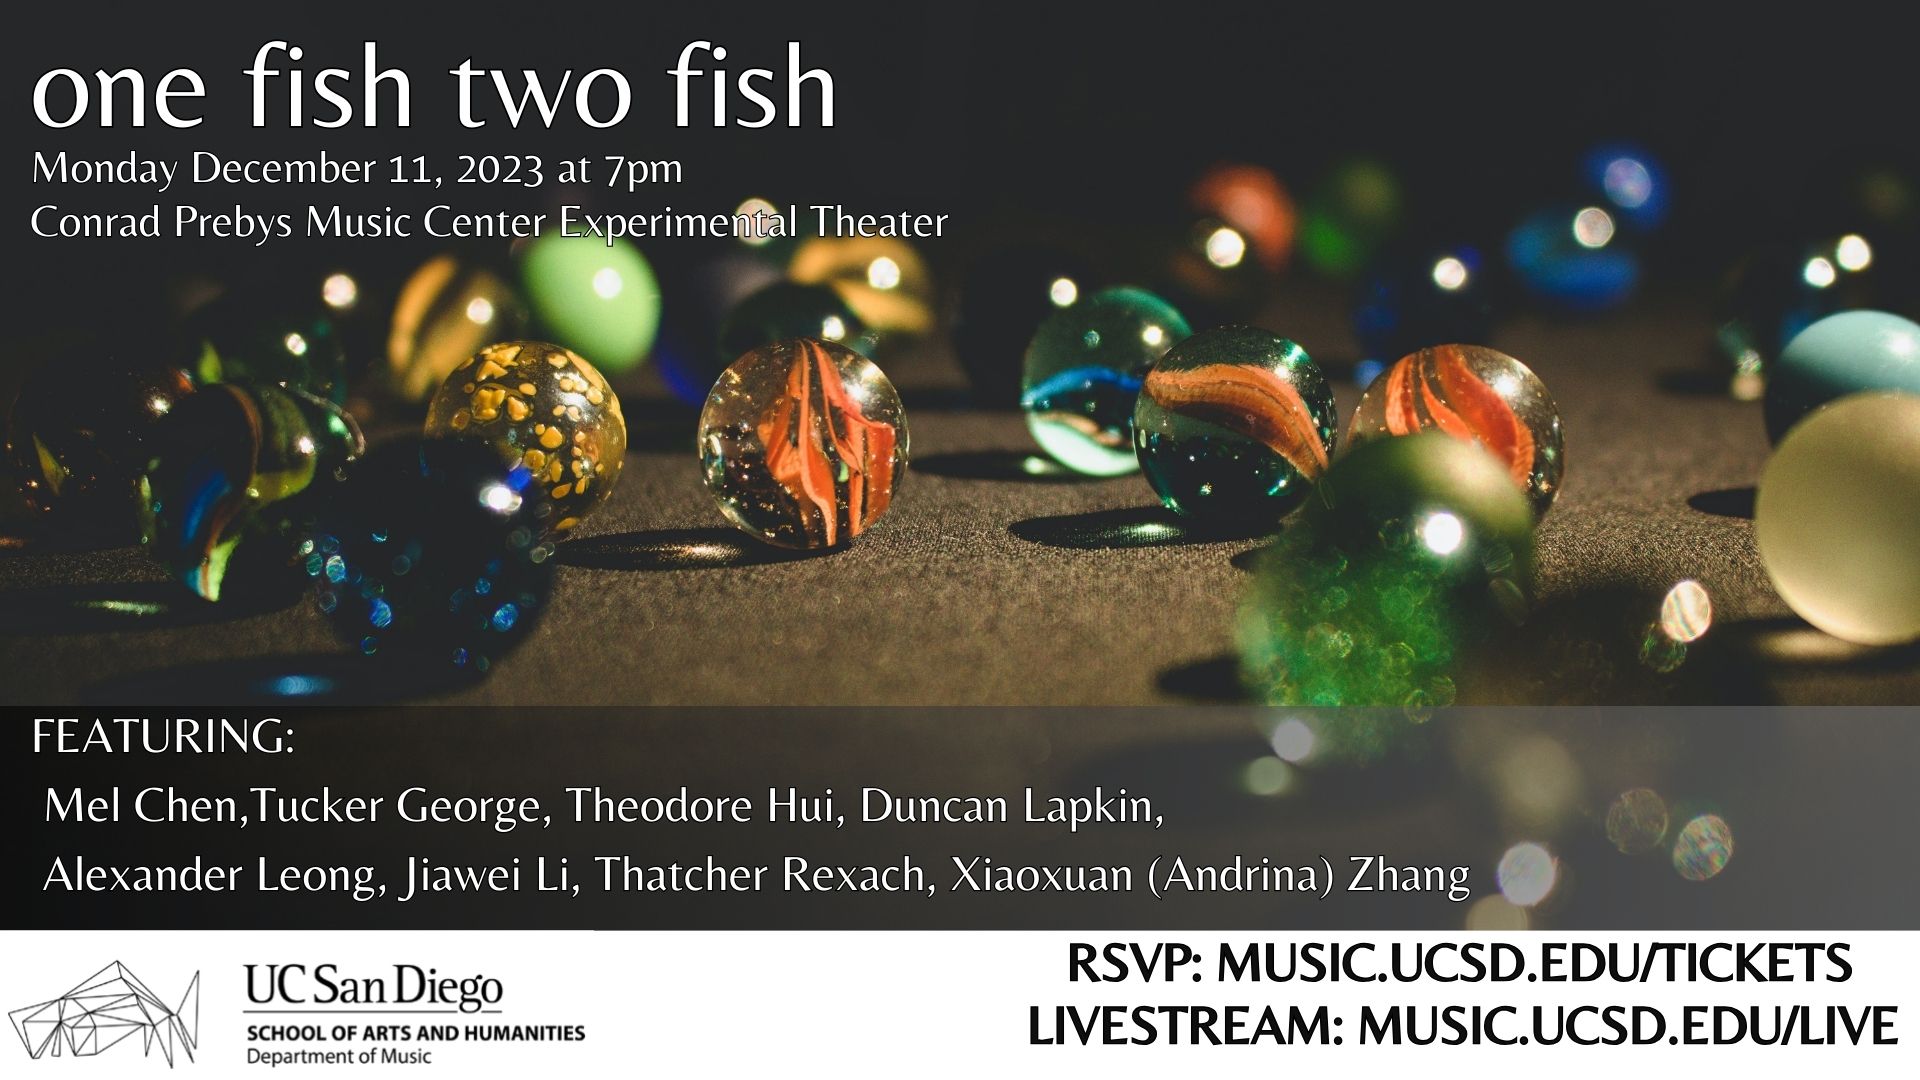 one fish two fish
Monday December 11, 2023 at 7pm
Conrad Prebys Music Center Experimental Theater
FEATURING:
Mel Chen,Tucker George, Theodore Hui, Duncan Lapkin,
Alexander Leong, Jiawei Li, Thatcher Rexach, Xiaoxuan (Andrina) Zhang
UC San Diego
SCHOOL OF ARTS AND HUMANITIES
Department of Music
RSVP: MUSIC.UCSD.EDU/TICKETS
LIVESTREAM: MUSIC.UCSD.EDU/LIVE